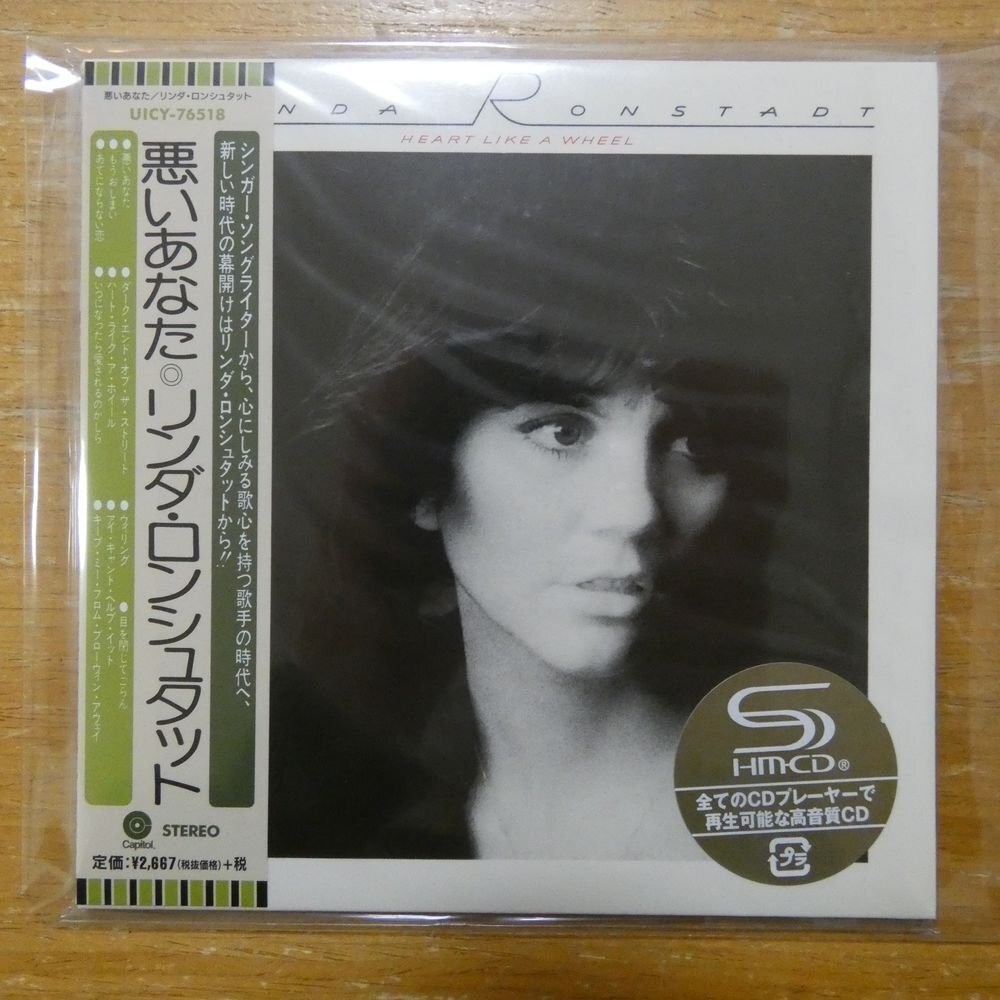 悪いあなた/リンダ・ロンシュタット
UICY-76518
シンガー・ソングライターから、心にしみる歌心を持つ歌手の時代へ、
新しい時代の幕開けはリンダ・ロンシュタットから!!
悪いあなた◎リンダ・ロンシュタット
●悪いあなた
●もうおしまい
●あてにならない恋
●ダーク・エンド・オブ・ザ・ストリート
●ハート・ライク・ア・ホイール
●いつになったら愛されるのかしら
●ウィリング
●アイ・キャント・ヘルプ・イット
●キープ・ミー・フロム・ブローウィン・アウェイ
●目を閉じてごらん
Capitol.
STEREO
定価:¥2,667(税抜価格)+税
NDA RONSTADT
HEART LIKE A WHEEL
SHM-CD®
全てのCDプレーヤーで
再生可能な高音質CD
プラ